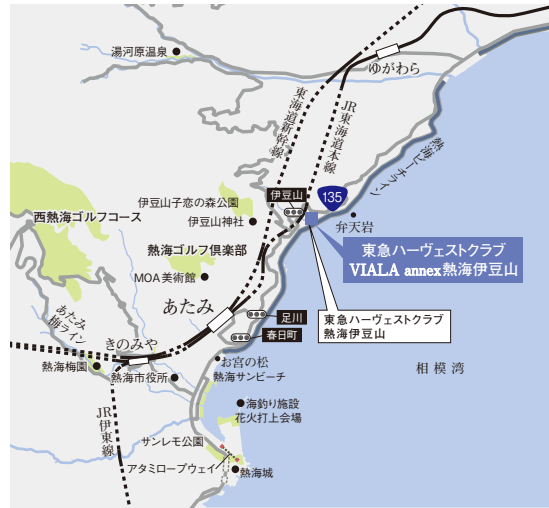 湯河原温泉
ゆがわら
東海道新幹線
JR東海道本線
熱海ビーチライン
伊豆山子恋の森公園
伊豆山
135
伊豆山神社
弁天岩
西熱海ゴルフコース
熱海ゴルフ倶楽部
東急ハーヴェストクラブ
VIALA annex熱海伊豆山
MOA美術館
あたみ
足川
東急ハーヴェストクラブ
熱海伊豆山
あたみ
梅ライン
きのみや
春日町
お宮の松
熱海サンビーチ
相模湾
熱海梅園
熱海市役所
JR伊東線
海釣り施設
花火打上会場
サンレモ公園
アタミロープウェイ
熱海城